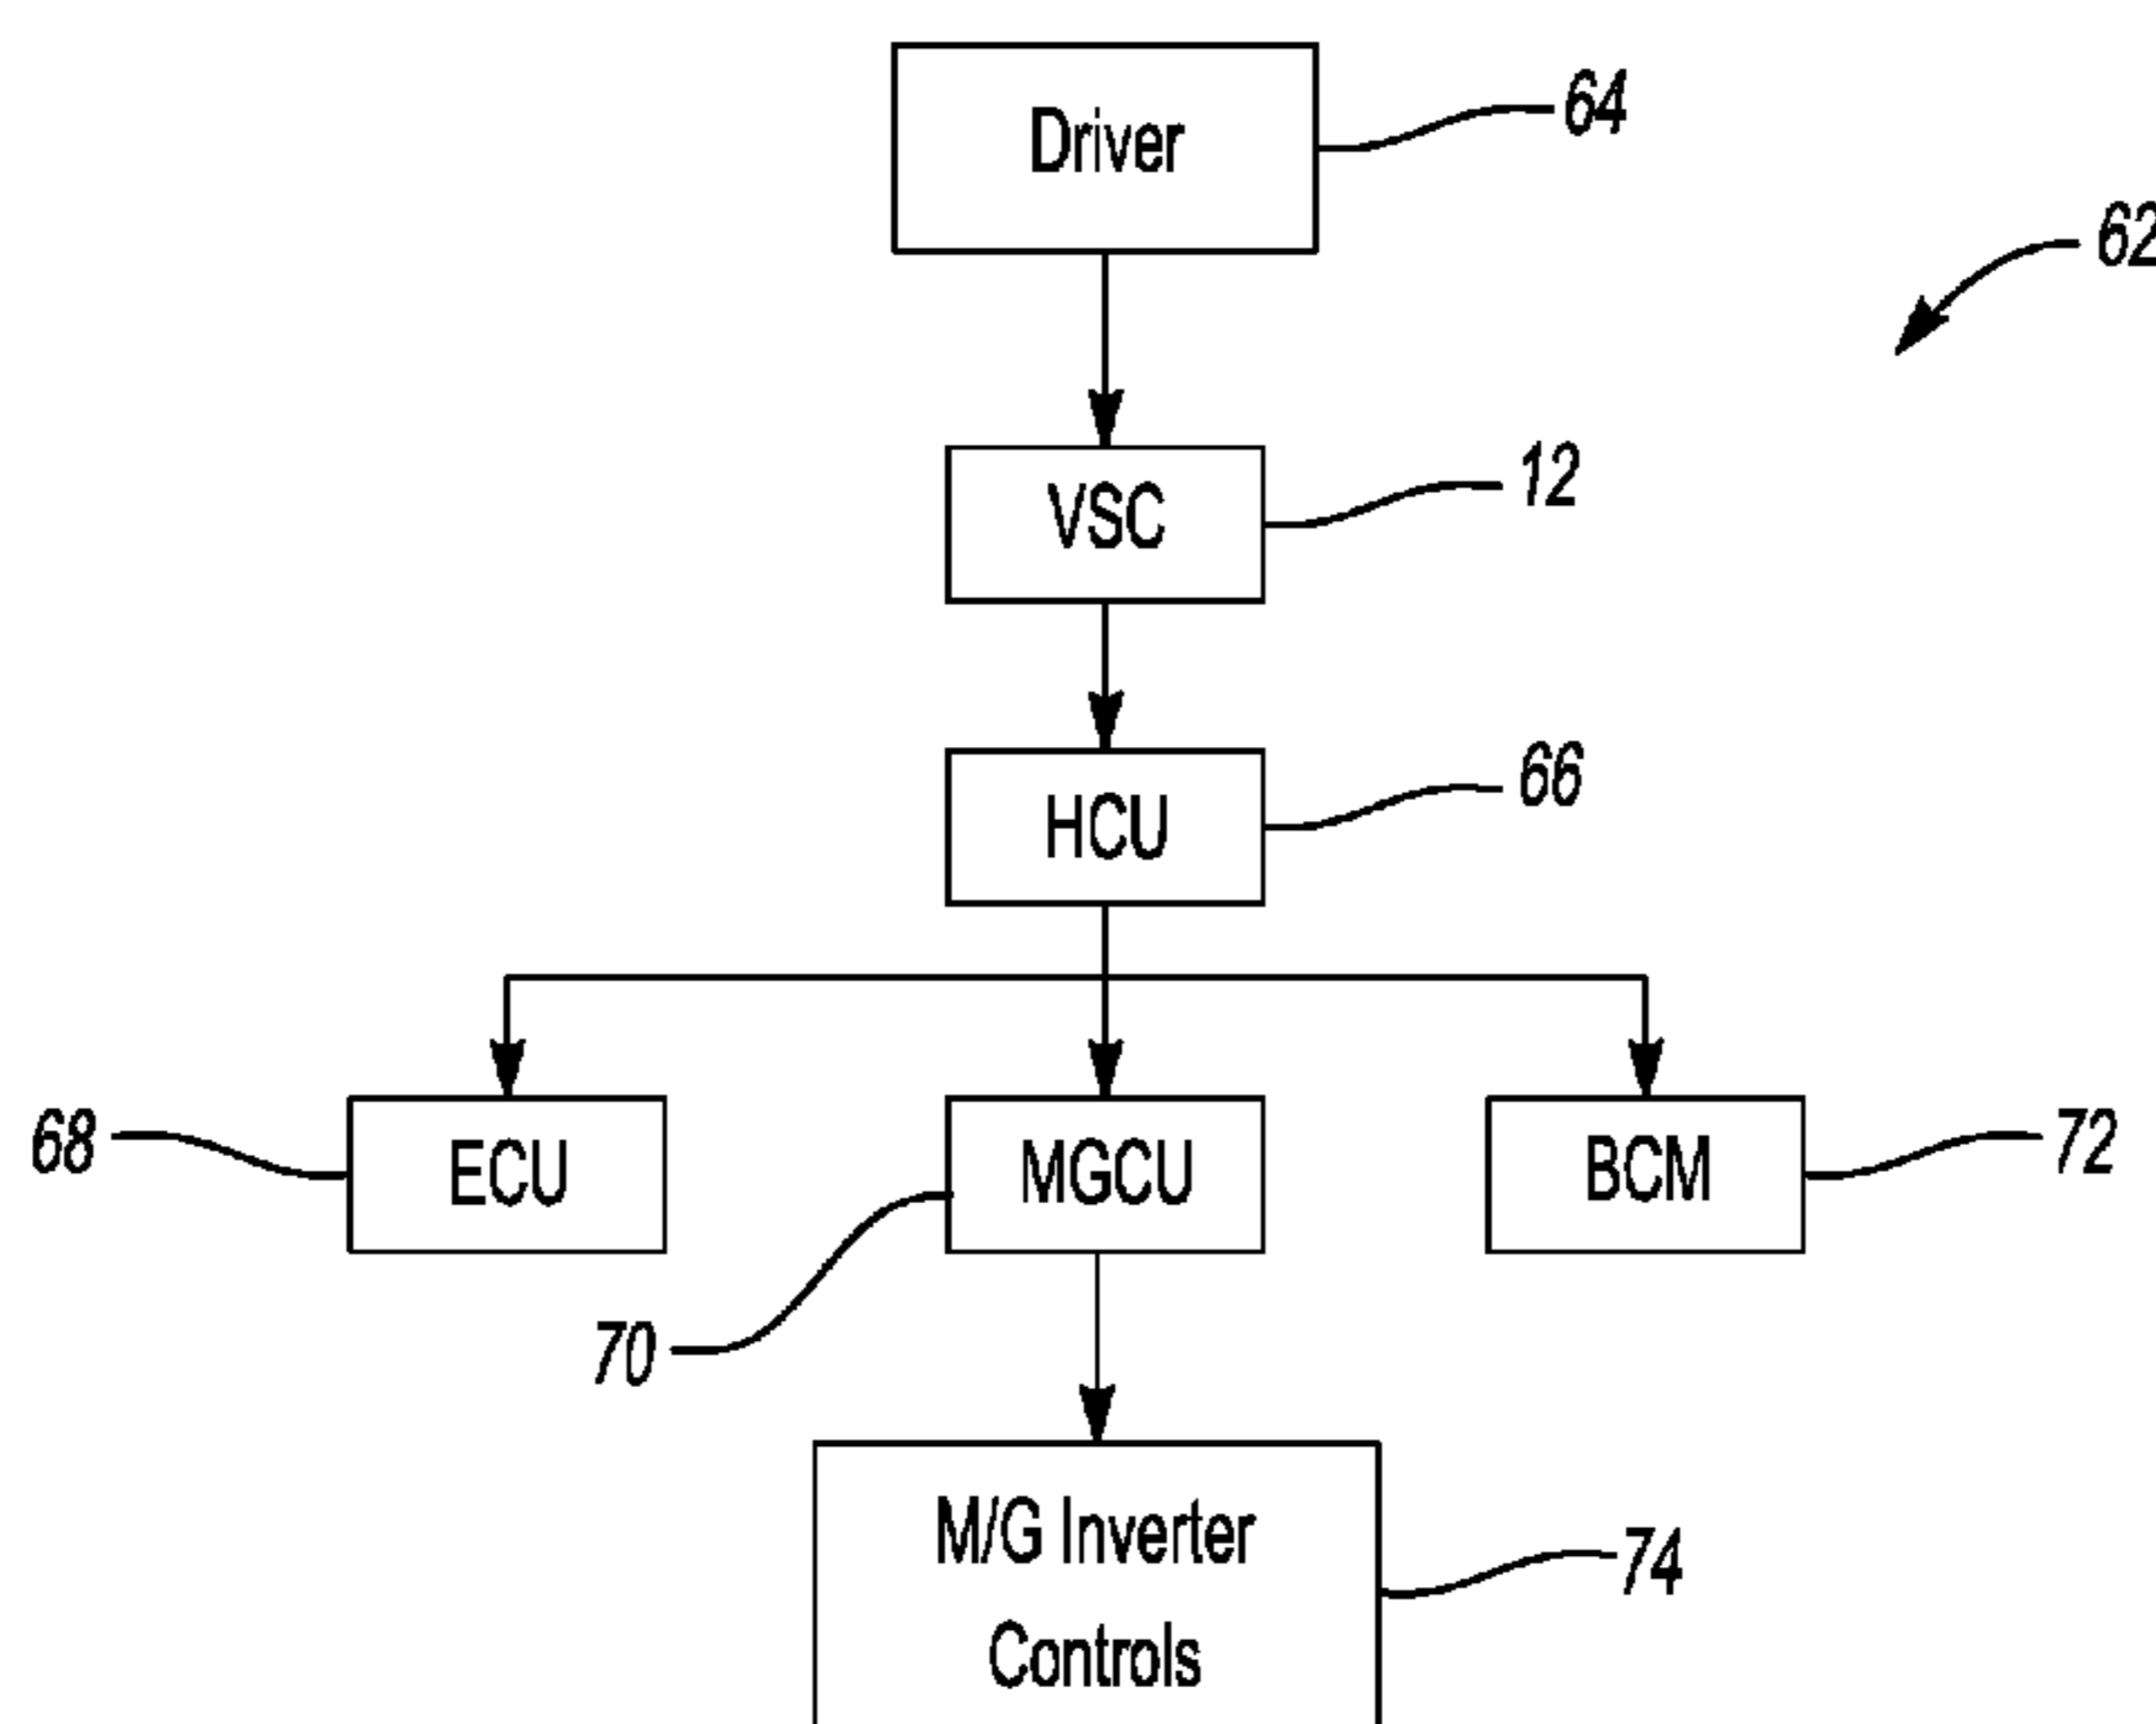 Driver
64
62
VSC
12
HCU
66
68
ECU
MGCU
BCM
72
70
M/G Inverter
Controls
74